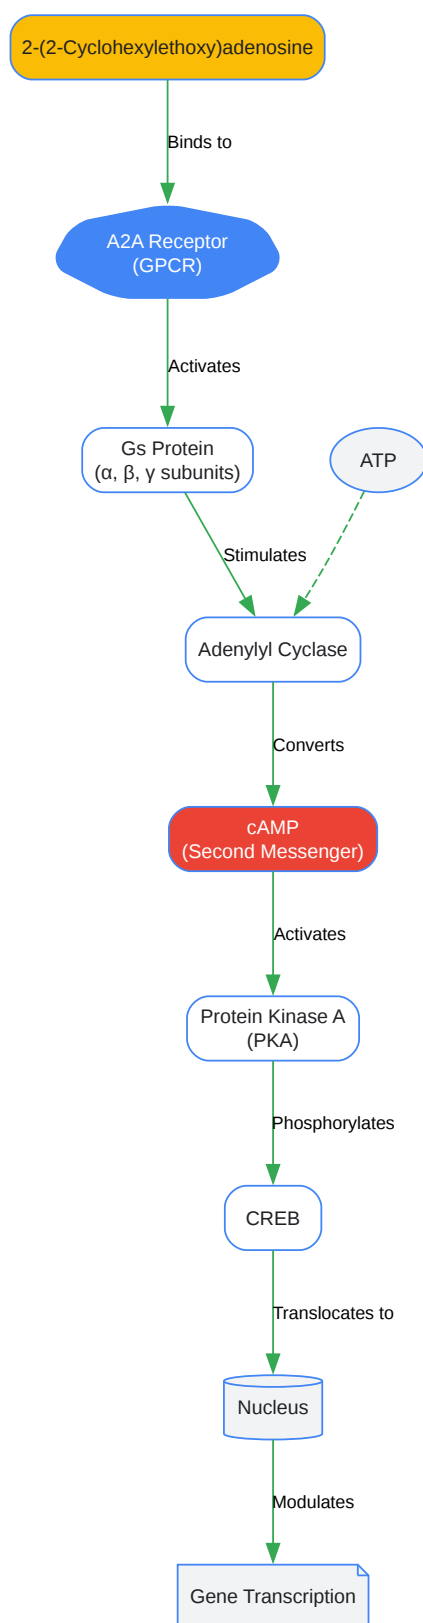 2-(2-Cyclohexylethoxy)adenosine
Binds to
A2A Receptor
(GPCR)
Activates
Gs Protein
(α, β, γ subunits)
ATP
Stimulates
Adenylyl Cyclase
Converts
cAMP
(Second Messenger)
Activates
Protein Kinase A
(PKA)
Phosphorylates
CREB
Translocates to
Nucleus
Modulates
Gene Transcription